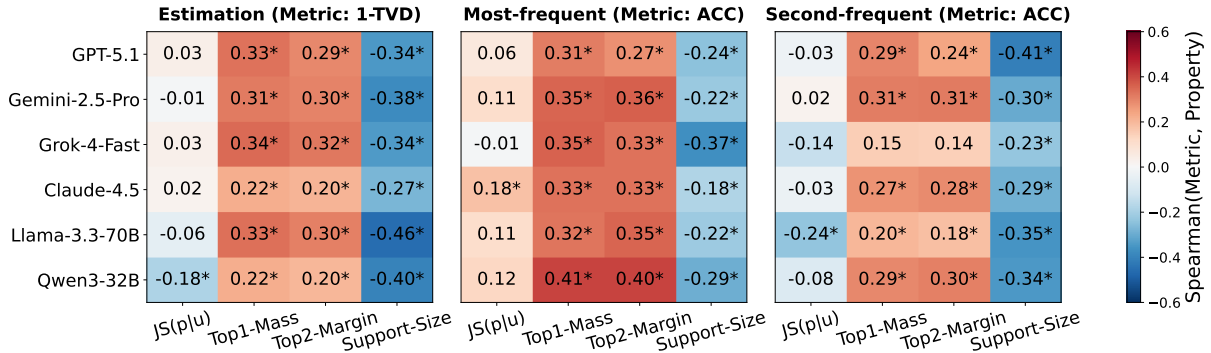 Estimation (Metric: 1-TVD) Most-frequent (Metric: ACC) Second-frequent (Metric: ACC)
GPT-5.1 0.03 0.33* 0.29* -0.34* 0.06 0.31* 0.27* -0.24* -0.03 0.29* 0.24* -0.41*
Gemini-2.5-Pro -0.01 0.31* 0.30* -0.38* 0.11 0.35* 0.36* -0.22* 0.02 0.31* 0.31* -0.30*
Grok-4-Fast 0.03 0.34* 0.32* -0.34* -0.01 0.35* 0.33* -0.37* -0.14 0.15 0.14 -0.23*
Claude-4.5 0.02 0.22* 0.20* -0.27* 0.18* 0.33* 0.33* -0.18* -0.03 0.27* 0.28* -0.29*
Llama-3.3-70B -0.06 0.33* 0.30* -0.46* 0.11 0.32* 0.35* -0.22* -0.24* 0.20* 0.18* -0.35*
Qwen3-32B -0.18* 0.22* 0.20* -0.40* 0.12 0.41* 0.40* -0.29* -0.08 0.29* 0.30* -0.34*
JS(p|u) Top1-Mass Top2-Margin Support-Size JS(p|u) Top1-Mass Top2-Margin Support-Size JS(p|u) Top1-Mass Top2-Margin Support-Size
0.6
0.4
0.2
0.0
−0.2
−0.4
−0.6
Spearman(Metric, Property)